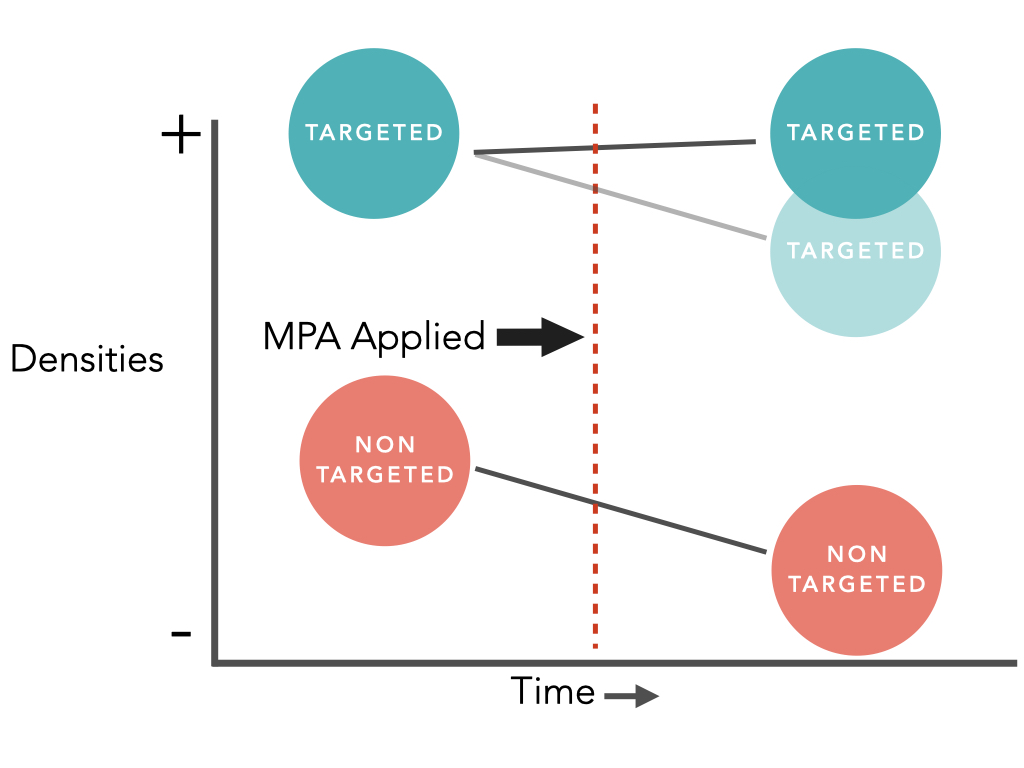 +
TARGETED
TARGETED
TARGETED
MPA Applied
Densities
NON
TARGETED
NON
TARGETED
-
Time